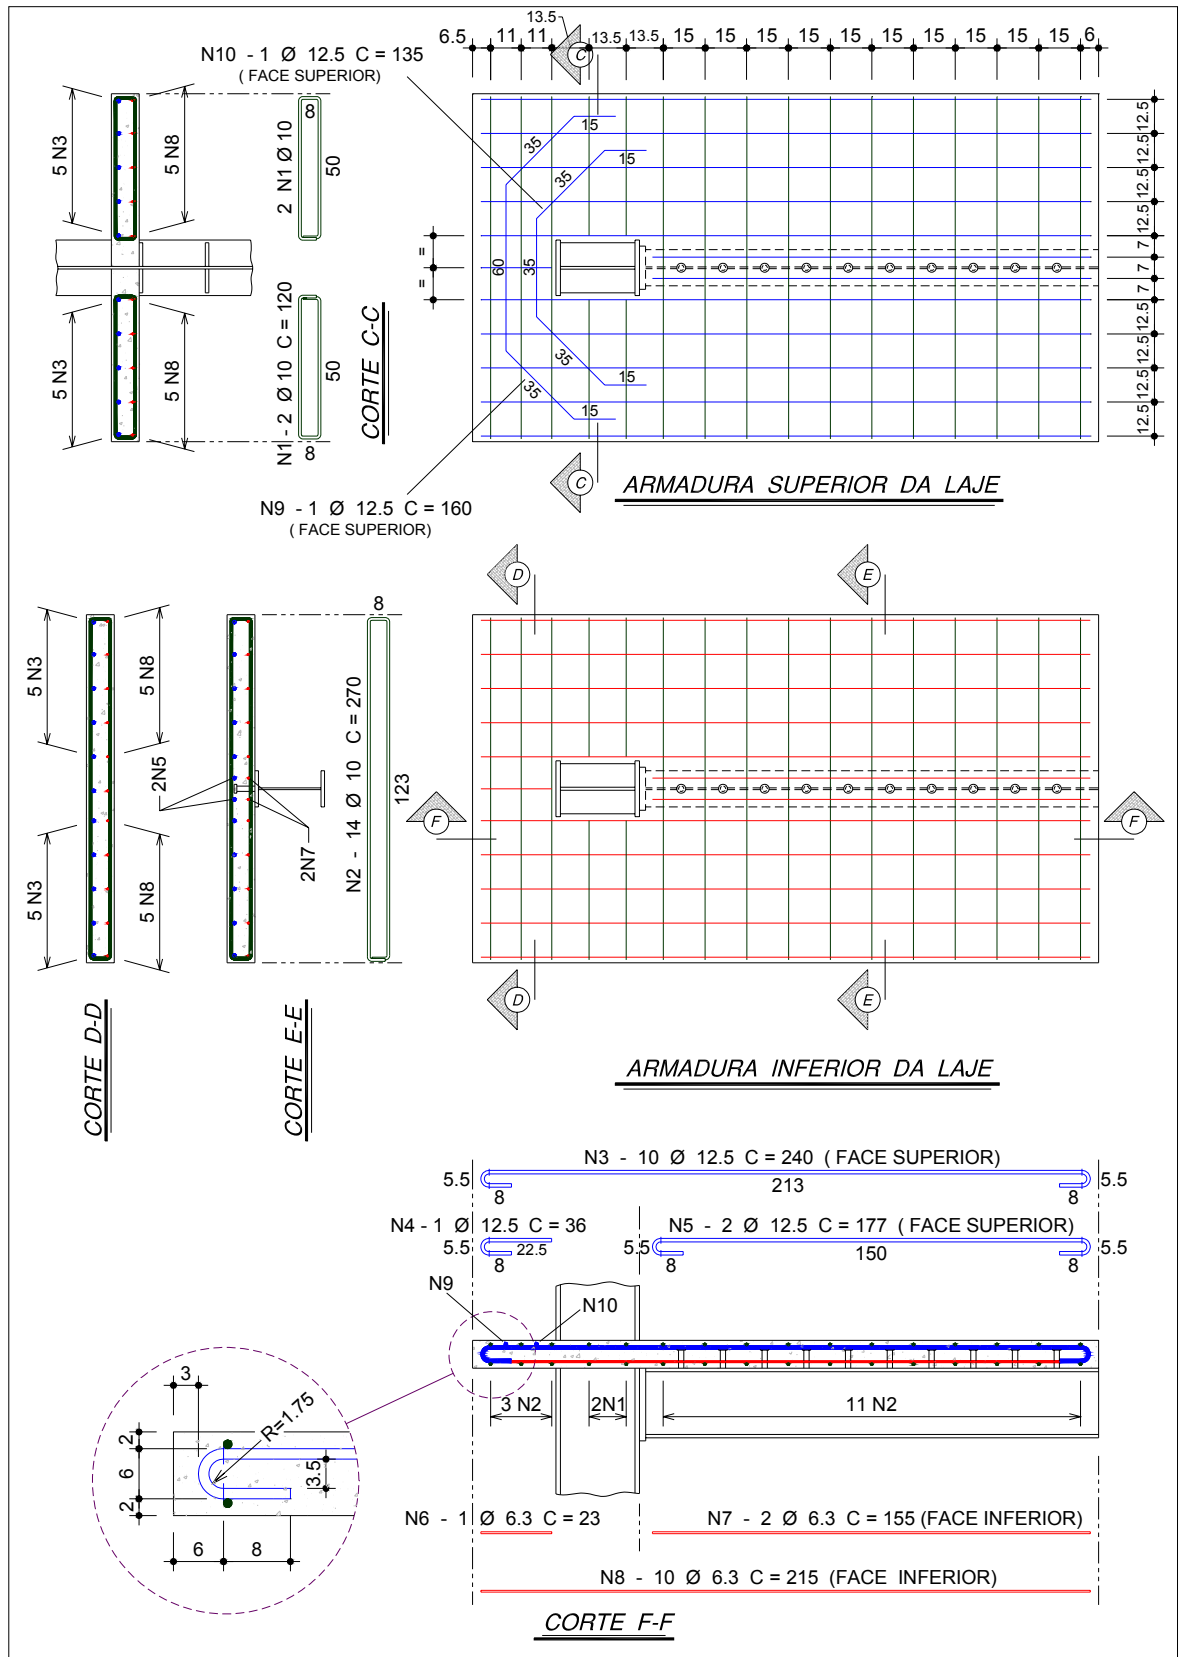 13.5
6.5 11 11 13.5 13.5 15 15 15 15 15 15 15 15 15 15 15 6
C
N10 - 1 Ø 12.5 C = 135
( FACE SUPERIOR)
5 N3
5 N8
2 N1 Ø 10
8
50
15
35
15
35
60
35
=
=
35
15
35
15
12.5
12.5
12.5
12.5
7
7
7
12.5
12.5
12.5
12.5
5 N3
5 N8
N1 - 2 Ø 10 C = 120
50
8
CORTE C-C
C
ARMADURA SUPERIOR DA LAJE
N9 - 1 Ø 12.5 C = 160
( FACE SUPERIOR)
D
E
8
5 N3
5 N8
2N5
N2 - 14 Ø 10 C = 270
123
2N7
5 N3
5 N8
F
F
D
E
CORTE D-D
CORTE E-E
ARMADURA INFERIOR DA LAJE
N3 - 10 Ø 12.5 C = 240 ( FACE SUPERIOR)
5.5
213
5.5
8
8
N4 - 1 Ø 12.5 C = 36
N5 - 2 Ø 12.5 C = 177 ( FACE SUPERIOR)
5.5
22.5
5.5
150
5.5
8
8
8
N9
N10
3 N2
2N1
11 N2
3
R=1.75
2
6
2
3.5
6
8
N6 - 1 Ø 6.3 C = 23
N7 - 2 Ø 6.3 C = 155 (FACE INFERIOR)
N8 - 10 Ø 6.3 C = 215 (FACE INFERIOR)
CORTE F-F